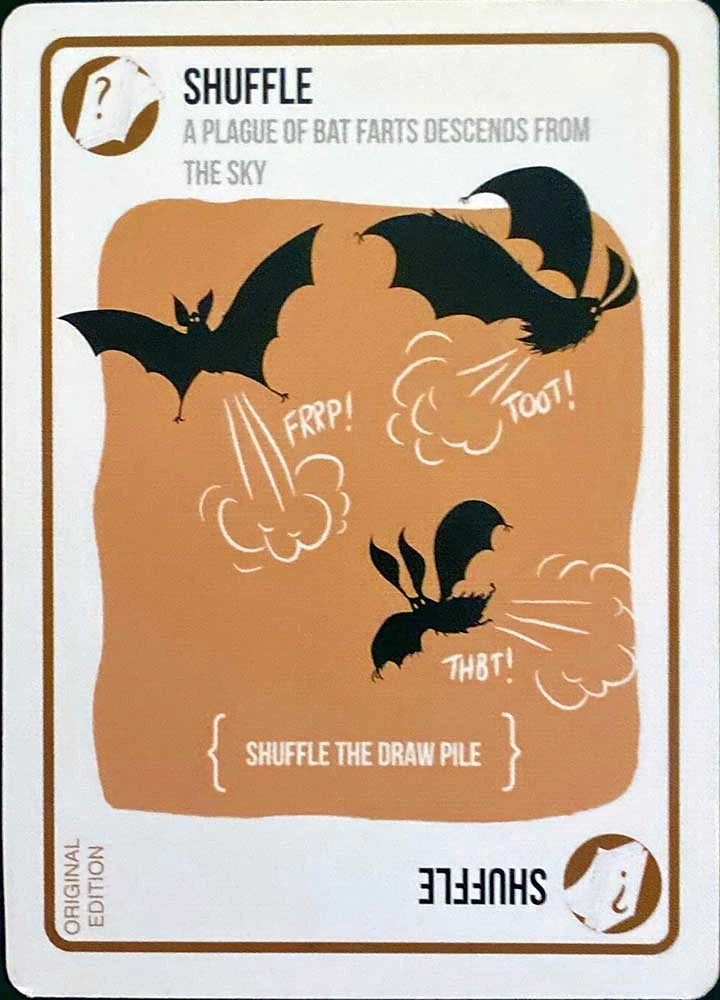 ?
SHUFFLE
A PLAGUE OF BAT FARTS DESCENDS FROM
THE SKY
FRRP!
TOOT!
THBT!
{ SHUFFLE THE DRAW PILE }
ORIGINAL
EDITION
SHUFFLE
?